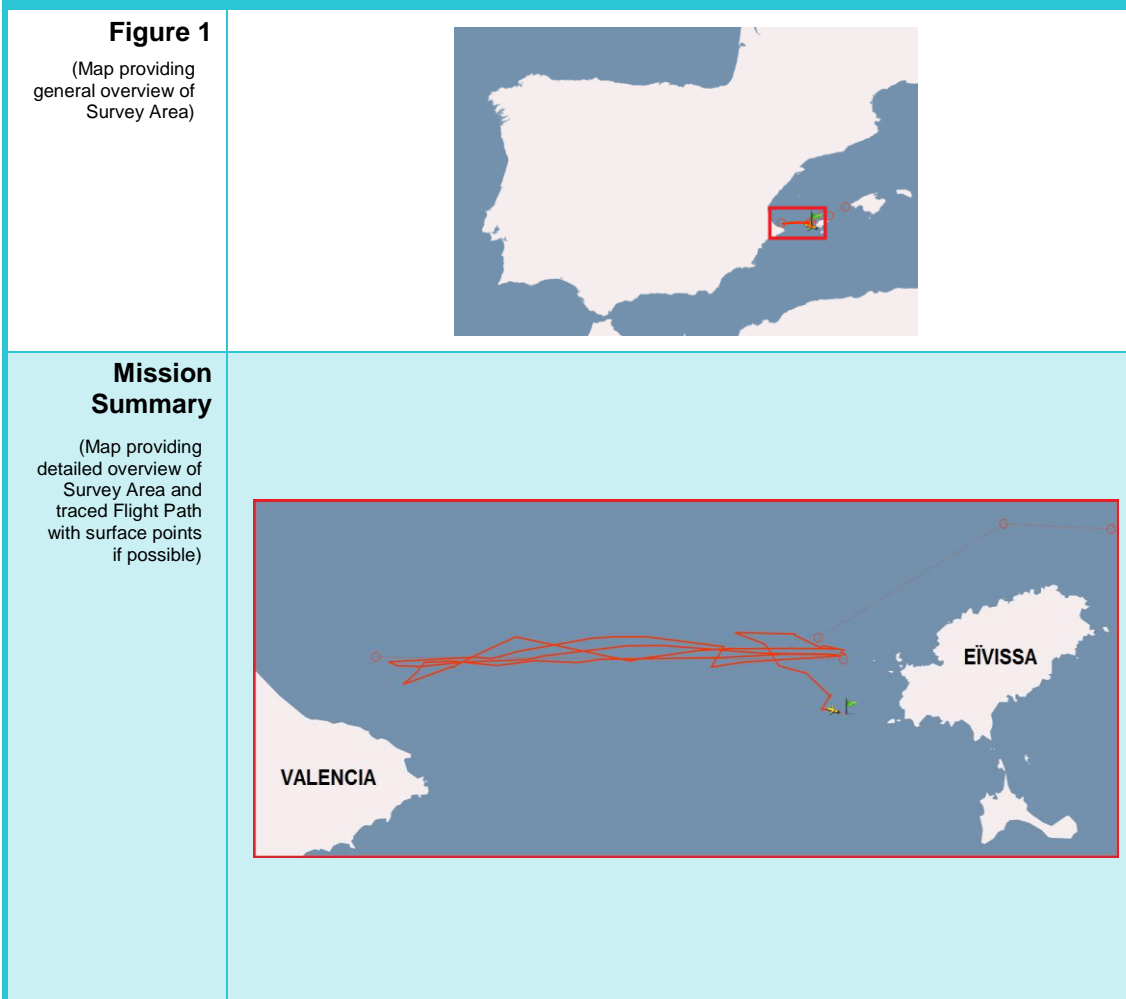 Figure 1
(Map providing
general overview of
Survey Area)
Mission
Summary
(Map providing
detailed overview of
Survey Area and
traced Flight Path
with surface points
if possible)
EÏVISSA
VALENCIA